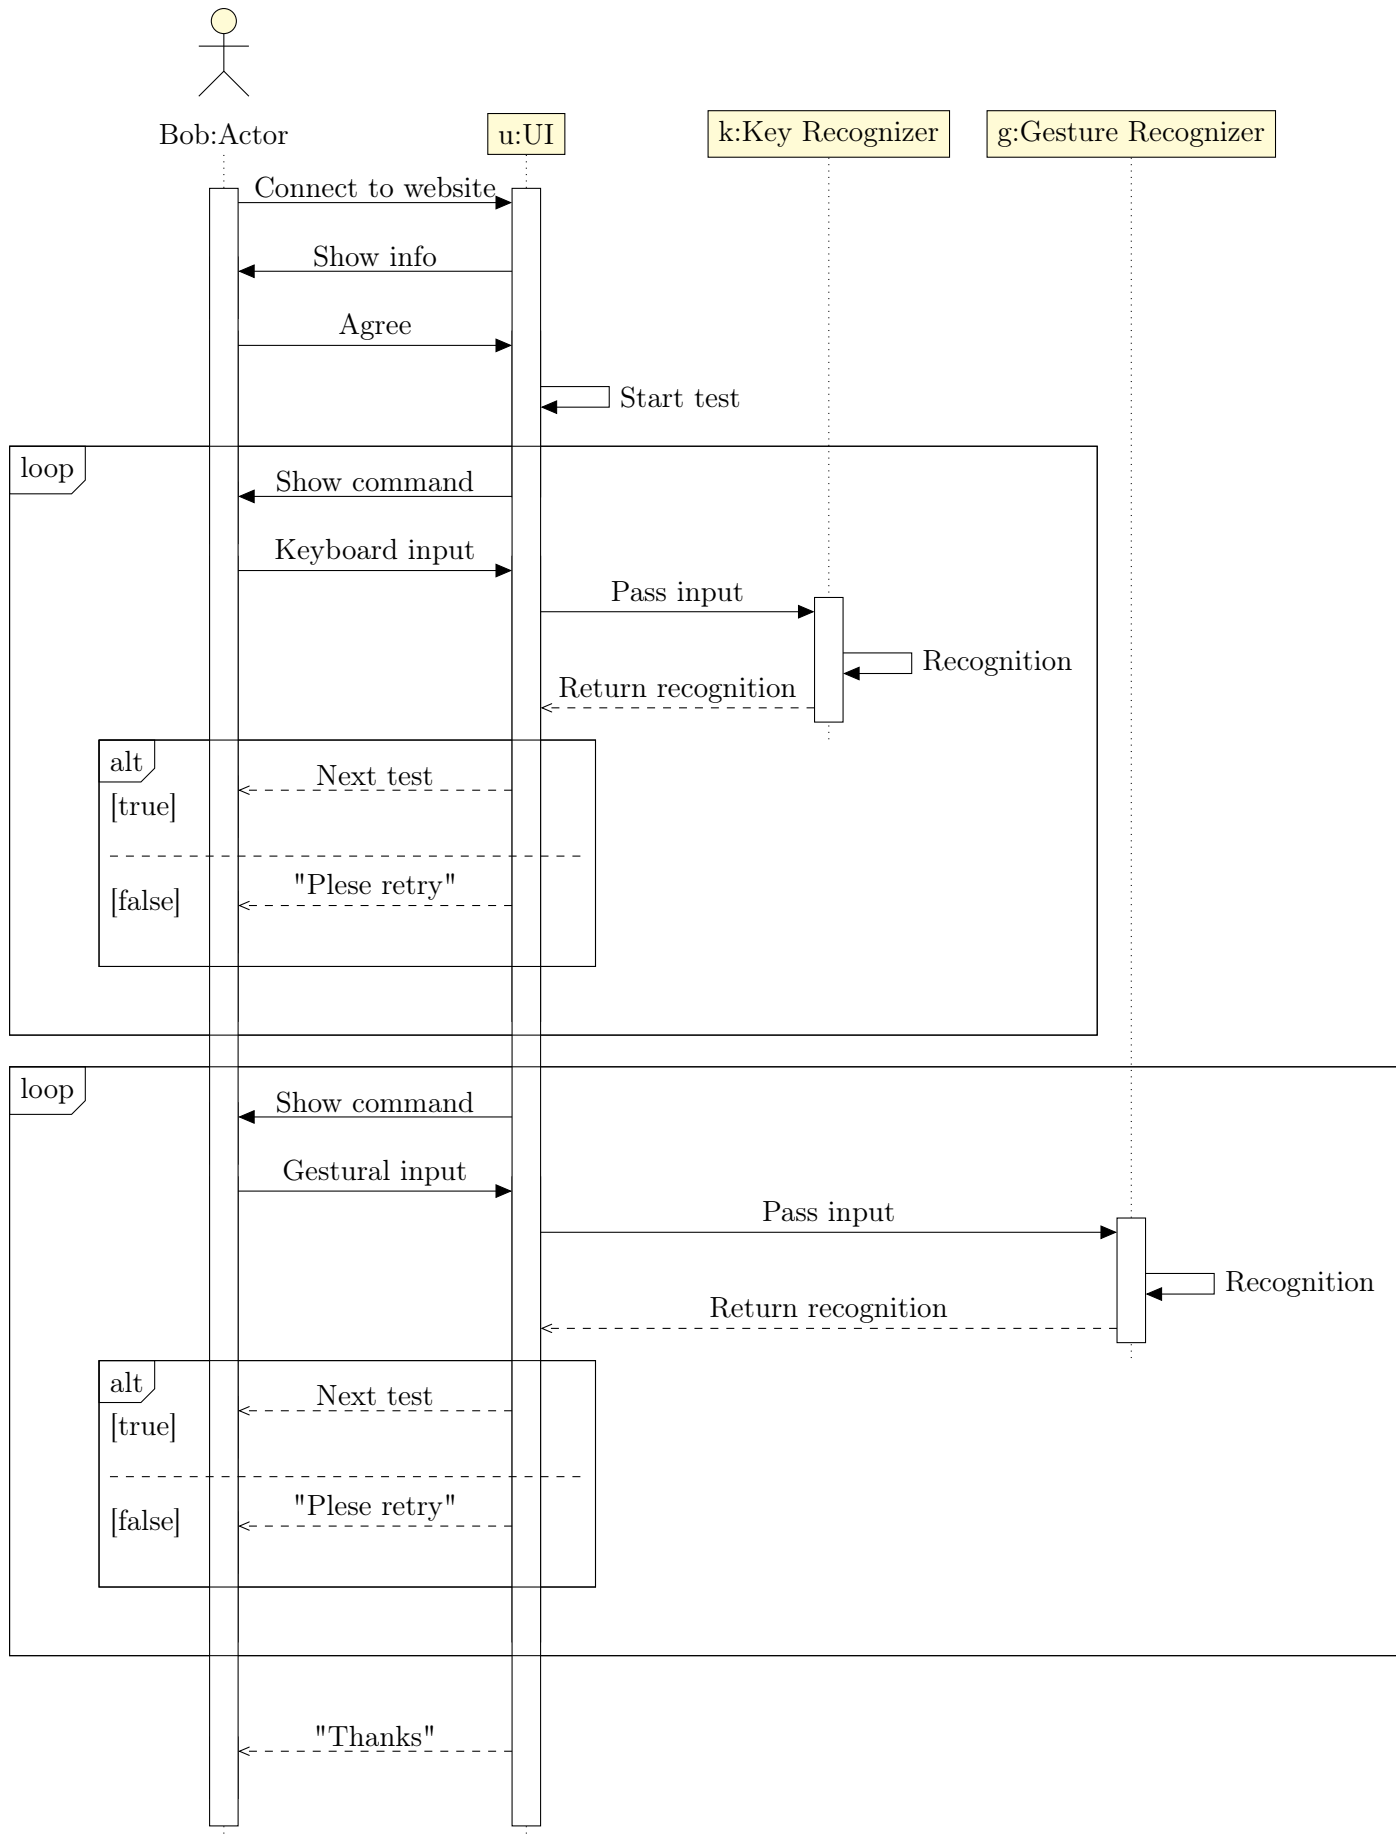 Bob:Actor
u:UI
k:Key Recognizer
g:Gesture Recognizer
Connect to website
Show info
Agree
Start test
loop
Show command
Keyboard input
Pass input
Recognition
Return recognition
alt
Next test
[true]
"Plese retry"
[false]
loop
Show command
Gestural input
Pass input
Recognition
Return recognition
alt
Next test
[true]
"Plese retry"
[false]
"Thanks"